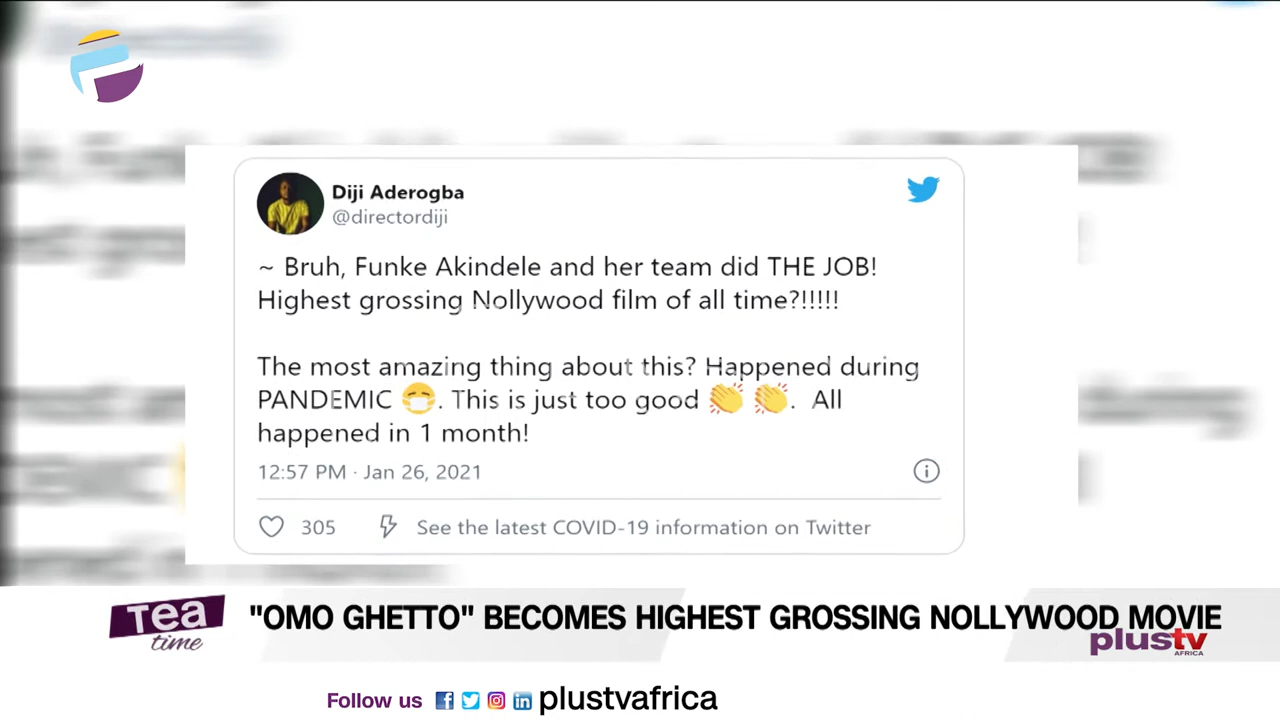 Diji Aderogba
@directordiji
~ Bruh, Funke Akindele and her team did THE JOB!
Highest grossing Nollywood film of all time?!!!!!
The most amazing thing about this? Happened during
PANDEMIC 😷. This is just too good 👏 👏. All
happened in 1 month!
12:57 PM · Jan 26, 2021
305 See the latest COVID-19 information on Twitter
Tea
time
"OMO GHETTO" BECOMES HIGHEST GROSSING NOLLYWOOD MOVIE
plustv
AFRICA
Follow us plustvafrica